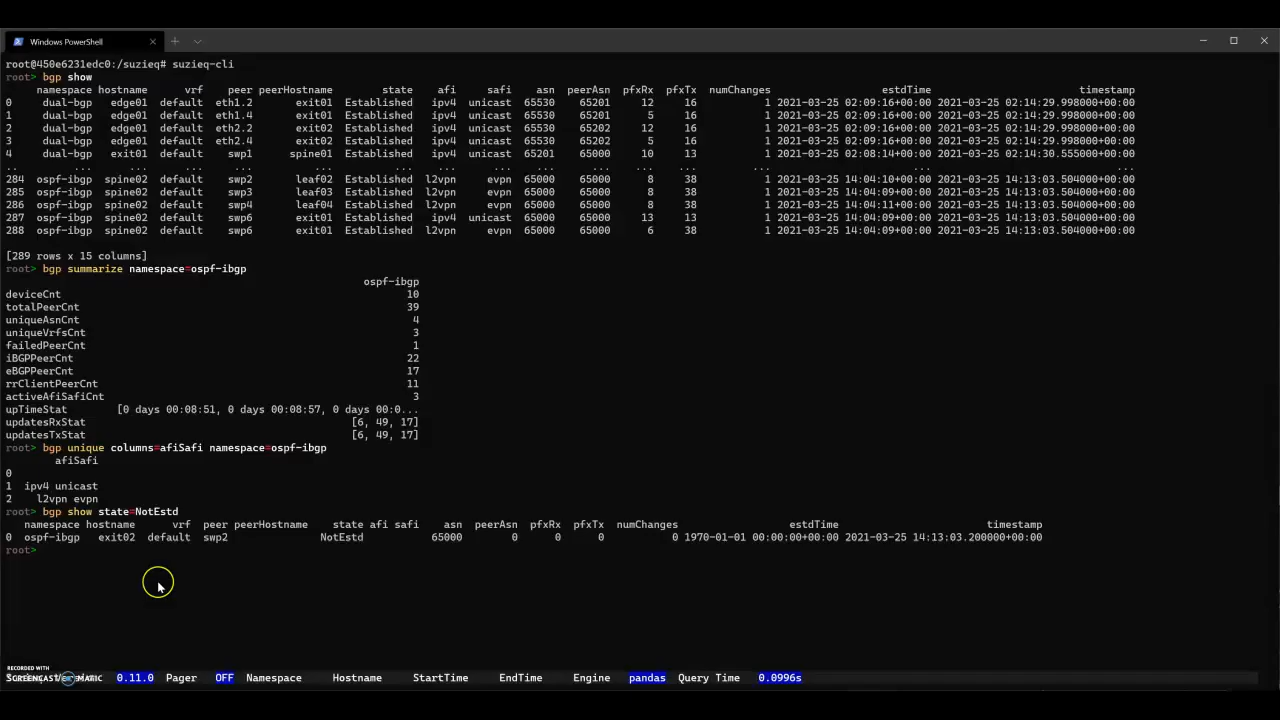 Windows PowerShell
root@450e6231edc0:/suzieq# suzieq-cli
root> bgp show
namespace hostname vrf peer peerHostname state afi safi asn peerAsn pfxRx pfxTx numChanges estdTime timestamp
0 dual-bgp edge01 default eth1.2 exit01 Established ipv4 unicast 65530 65201 12 16 1 2021-03-25 02:09:16+00:00 2021-03-25 02:14:29.998000+00:00
1 dual-bgp edge01 default eth1.4 exit01 Established ipv4 unicast 65530 65201 5 16 1 2021-03-25 02:09:16+00:00 2021-03-25 02:14:29.998000+00:00
2 dual-bgp edge01 default eth2.2 exit02 Established ipv4 unicast 65530 65202 12 16 1 2021-03-25 02:09:16+00:00 2021-03-25 02:14:29.998000+00:00
3 dual-bgp edge01 default eth2.4 exit02 Established ipv4 unicast 65530 65202 5 16 1 2021-03-25 02:09:16+00:00 2021-03-25 02:14:29.998000+00:00
4 dual-bgp exit01 default swp1 spine01 Established ipv4 unicast 65201 65000 10 13 1 2021-03-25 02:08:14+00:00 2021-03-25 02:14:30.555000+00:00
.. ... ... ... ... ... ... ... ... ... ... ... ... ... ... ...
284 ospf-ibgp spine02 default swp2 leaf02 Established l2vpn evpn 65000 65000 8 38 1 2021-03-25 14:04:10+00:00 2021-03-25 14:13:03.504000+00:00
285 ospf-ibgp spine02 default swp3 leaf03 Established l2vpn evpn 65000 65000 8 38 1 2021-03-25 14:04:09+00:00 2021-03-25 14:13:03.504000+00:00
286 ospf-ibgp spine02 default swp4 leaf04 Established l2vpn evpn 65000 65000 8 38 1 2021-03-25 14:04:11+00:00 2021-03-25 14:13:03.504000+00:00
287 ospf-ibgp spine02 default swp6 exit01 Established ipv4 unicast 65000 65000 13 13 1 2021-03-25 14:04:09+00:00 2021-03-25 14:13:03.504000+00:00
288 ospf-ibgp spine02 default swp6 exit01 Established l2vpn evpn 65000 65000 6 38 1 2021-03-25 14:04:09+00:00 2021-03-25 14:13:03.504000+00:00
[289 rows x 15 columns]
root> bgp summarize namespace=ospf-ibgp
ospf-ibgp
deviceCnt 10
totalPeerCnt 39
uniqueAsnCnt 4
uniqueVrfsCnt 3
failedPeerCnt 1
iBGPPeerCnt 22
eBGPPeerCnt 17
rrClientPeerCnt 11
activeAfiSafiCnt 3
upTimeStat [0 days 00:08:51, 0 days 00:08:57, 0 days 00:0...
updatesRxStat [6, 49, 17]
updatesTxStat [6, 49, 17]
root> bgp unique columns=afiSafi namespace=ospf-ibgp
afiSafi
0
1 ipv4 unicast
2 l2vpn evpn
root> bgp show state=NotEstd
namespace hostname vrf peer peerHostname state afi safi asn peerAsn pfxRx pfxTx numChanges estdTime timestamp
0 ospf-ibgp exit02 default swp2 NotEstd 65000 0 0 0 0 1970-01-01 00:00:00+00:00 2021-03-25 14:13:03.200000+00:00
root>
RECORDED WITH
SCREENCAST-O-MATIC 0.11.0 Pager OFF Namespace Hostname StartTime EndTime Engine pandas Query Time 0.0996s